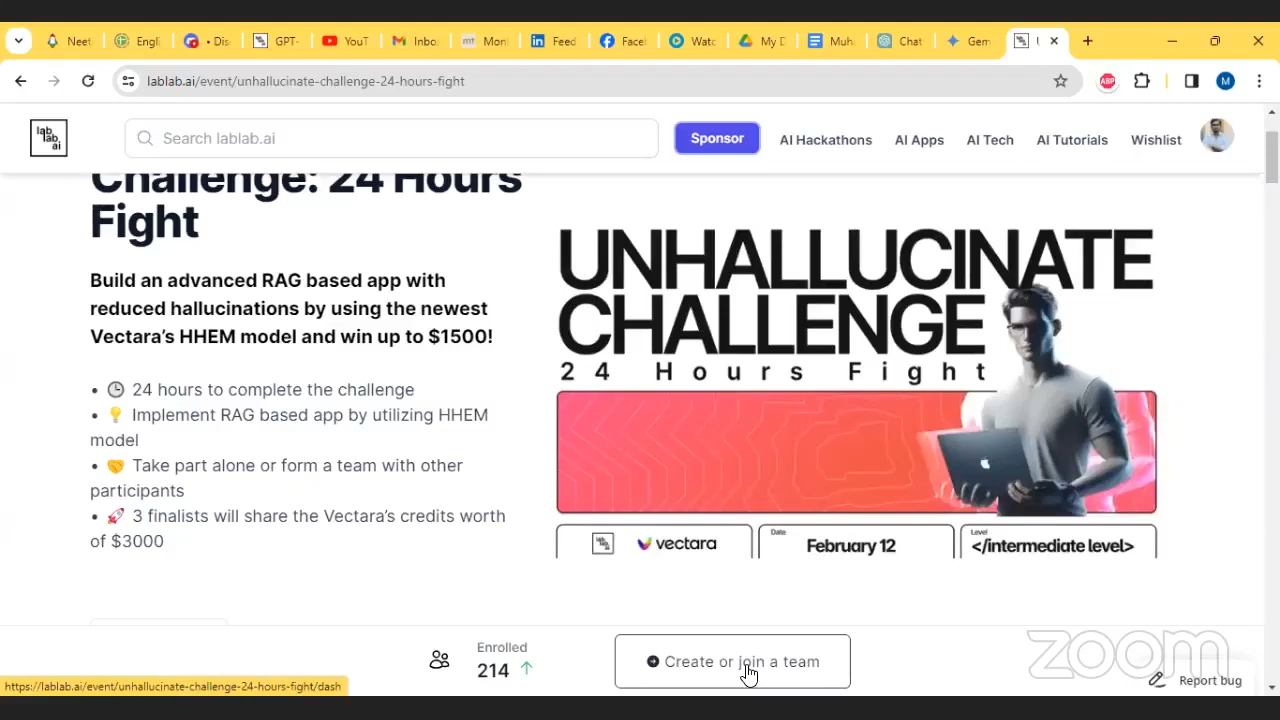 Neet
Engli
• Dis
GPT-
YouT
Inbo
Mont
Feed
Face
Watc
My D
Muh
Chat
Gem
lablab.ai/event/unhallucinate-challenge-24-hours-fight
ABP
M
lab
lab
.ai
Search lablab.ai
Sponsor
AI Hackathons
AI Apps
AI Tech
AI Tutorials
Wishlist
Challenge: 24 Hours
Fight
Build an advanced RAG based app with
reduced hallucinations by using the newest
Vectara’s HHEM model and win up to $1500!
• 24 hours to complete the challenge
• Implement RAG based app by utilizing HHEM
model
• Take part alone or form a team with other
participants
• 3 finalists will share the Vectara’s credits worth
of $3000
UNHALLUCINATE
CHALLENGE
24 Hours Fight
vectara
Date
February 12
Level
</intermediate level>
Enrolled
214
Create or join a team
zoom
Report bug
https://lablab.ai/event/unhallucinate-challenge-24-hours-fight/dash